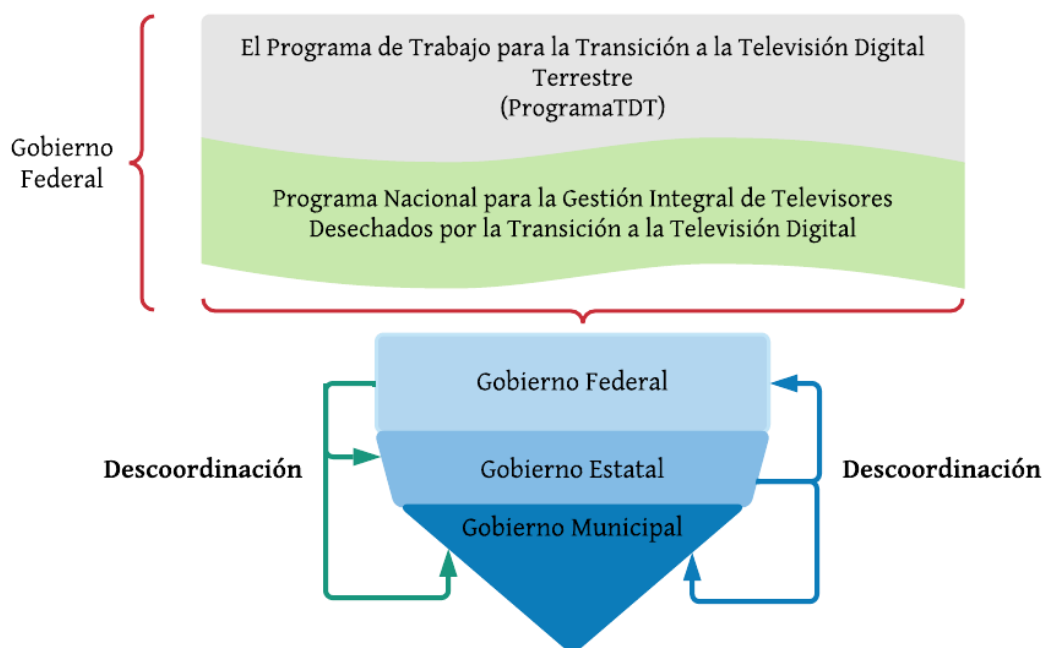 El Programa de Trabajo para la Transición a la Televisión Digital
Terrestre
(ProgramaTDT)
Gobierno
Federal
Programa Nacional para la Gestión Integral de Televisores
Desechados por la Transición a la Televisión Digital
Gobierno Federal
Descoordinación
Gobierno Estatal
Descoordinación
Gobierno Municipal